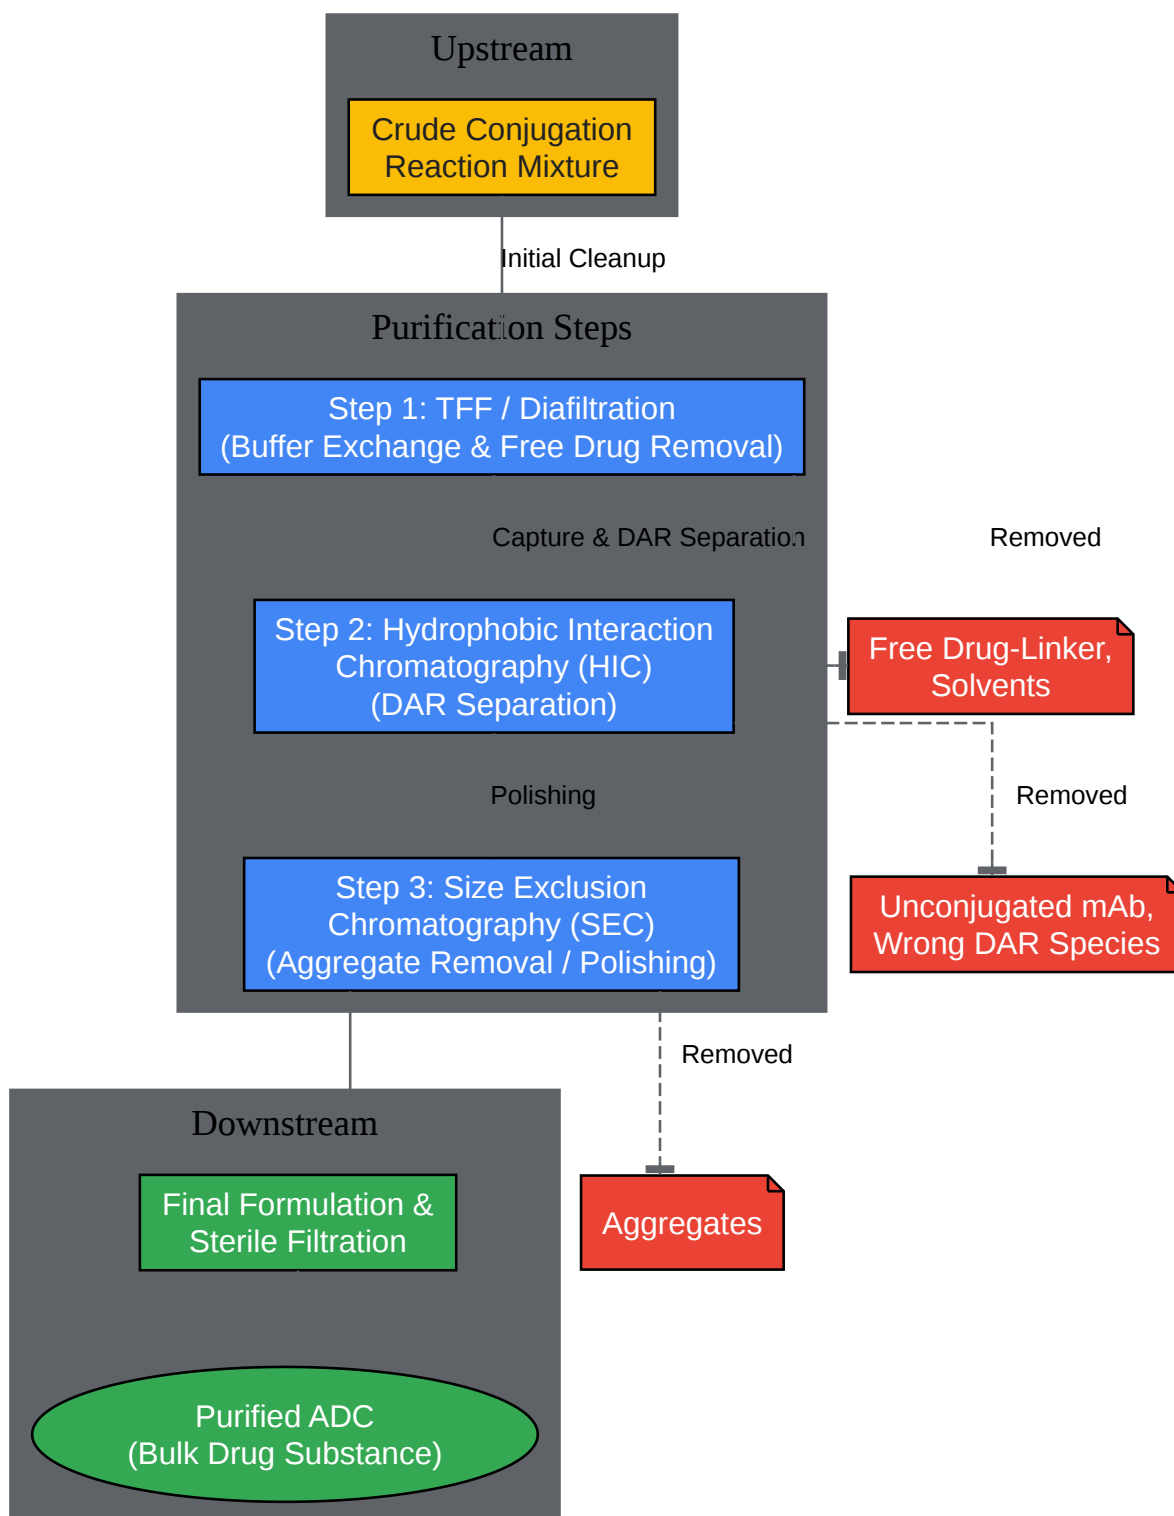 Upstream
Crude Conjugation
Reaction Mixture
Initial Cleanup
Purification Steps
Step 1: TFF / Diafiltration
(Buffer Exchange & Free Drug Removal)
Capture & DAR Separation
Removed
Step 2: Hydrophobic Interaction
Chromatography (HIC)
(DAR Separation)
Free Drug-Linker,
Solvents
Polishing
Removed
Step 3: Size Exclusion
Chromatography (SEC)
(Aggregate Removal / Polishing)
Unconjugated mAb,
Wrong DAR Species
Removed
Downstream
Final Formulation &
Sterile Filtration
Aggregates
Purified ADC
(Bulk Drug Substance)